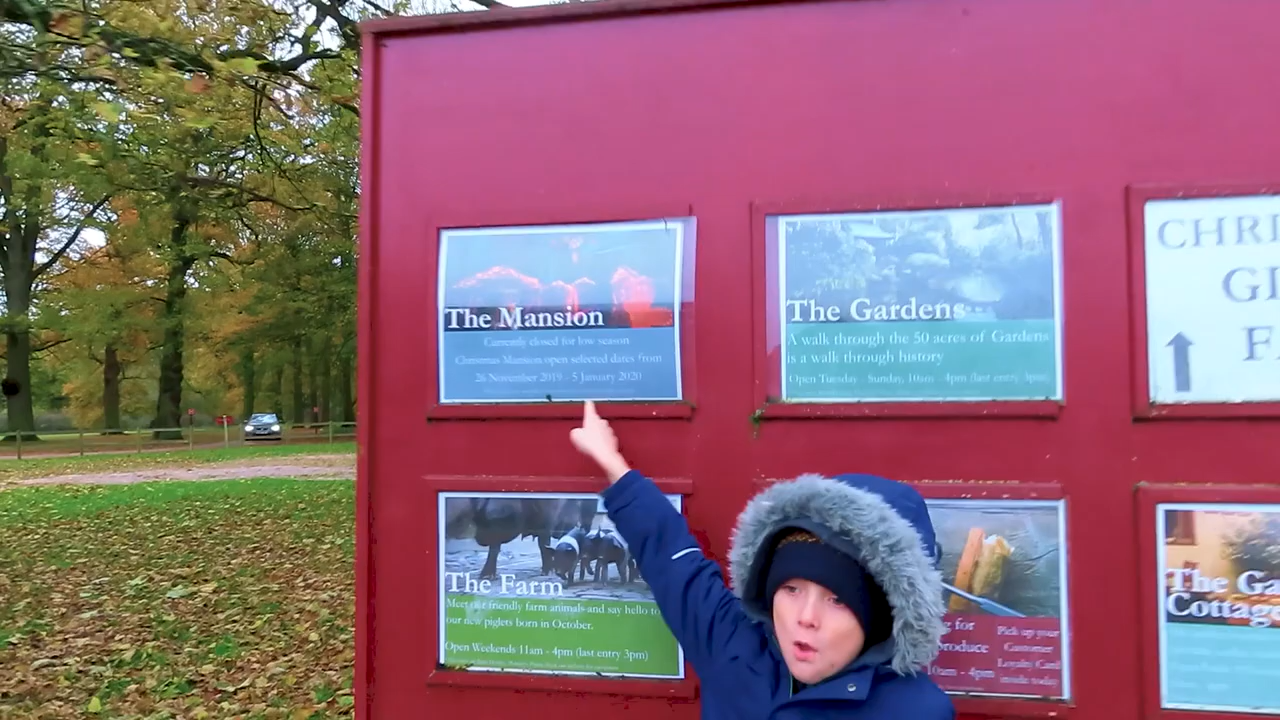 The Mansion
Currently closed for low season
Christmas Mansion open selected dates from
26 November 2019 - 5 January 2020
The Gardens
A walk through the 50 acres of Gardens
is a walk through history
Open Tuesday - Sunday, 10am - 4pm (last entry 3pm)
CHRI
GI
F
The Farm
Meet our friendly farm animals and say hello to
our new piglets born in October.
Open Weekends 11am - 4pm (last entry 3pm)
g for
produce
10am - 4pm
Pick up your
Customer
Loyalty Card
inside today
The Ga
Cottag